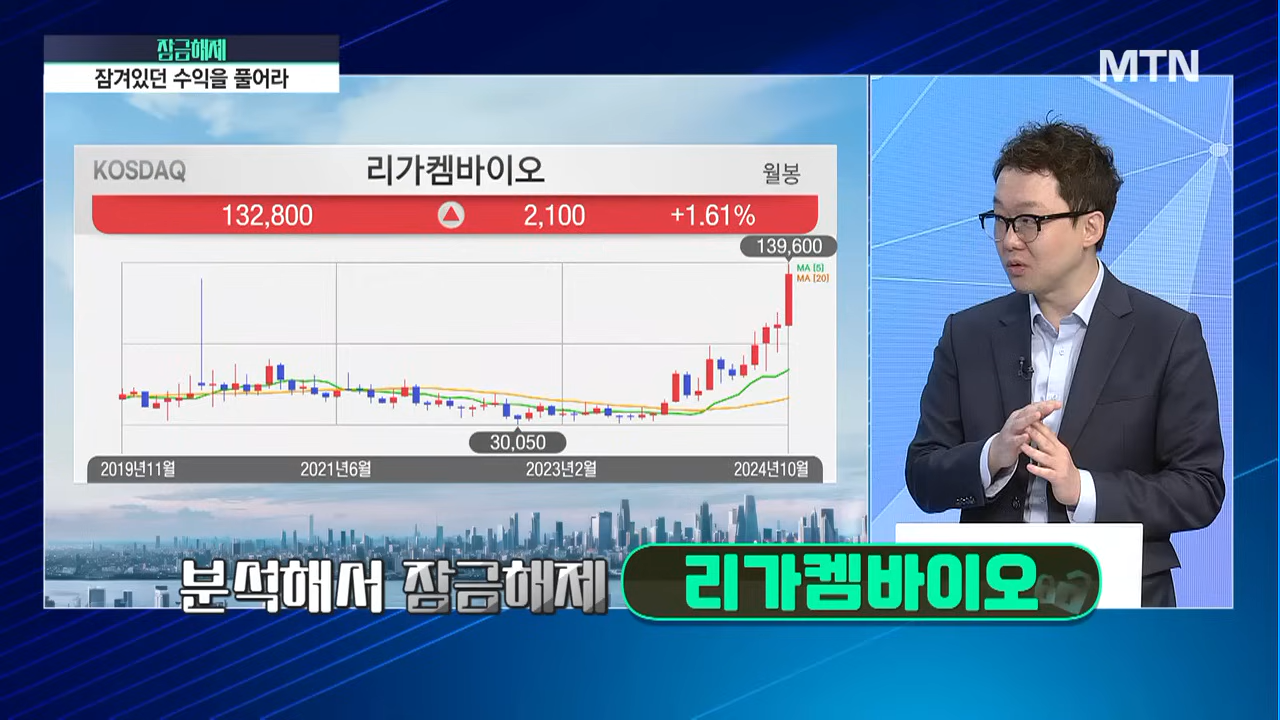 잠금해제
잠겨있던 수익을 풀어라
MTN
KOSDAQ 리가켐바이오 월봉
132,800 2,100 +1.61%
139,600
MA [5]
MA [20]
30,050
2019년11월 2021년6월 2023년2월 2024년10월
분석해서 잠금해제 리가켐바이오